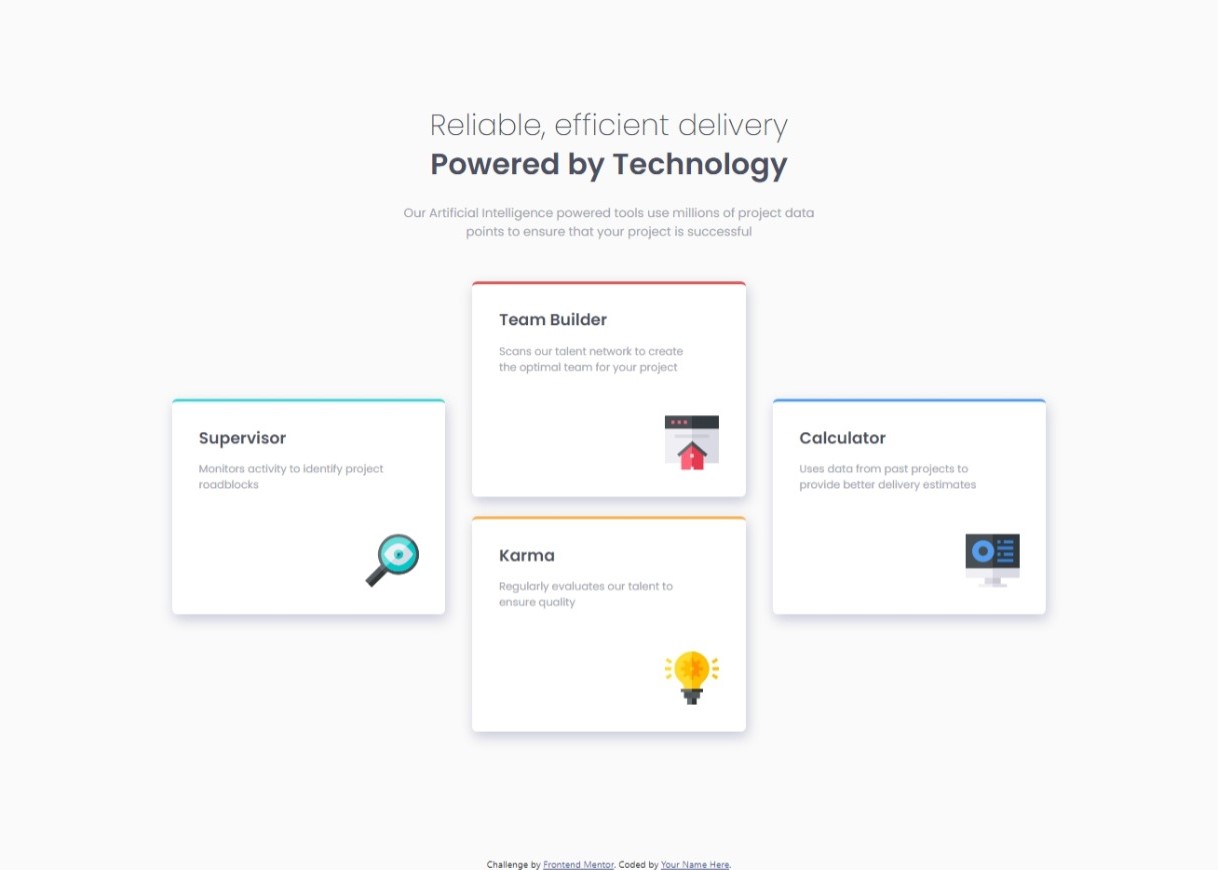 Reliable, efficient delivery
Powered by Technology
Our Artificial Intelligence powered tools use millions of project data
points to ensure that your project is successful
Team Builder
Scans our talent network to create
the optimal team for your project
Supervisor
Monitors activity to identify project
roadblocks
Calculator
Uses data from past projects to
provide better delivery estimates
Karma
Regularly evaluates our talent to
ensure quality
Challenge by Frontend Mentor. Coded by Your Name Here.